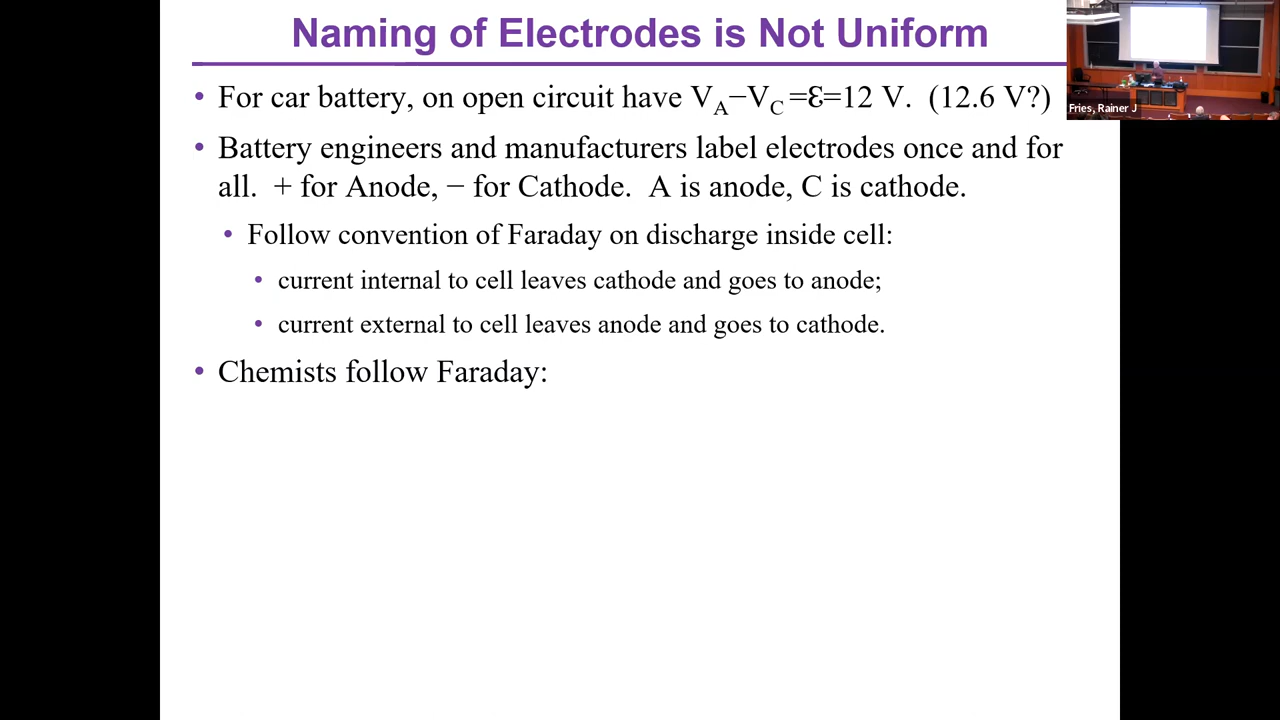 Naming of Electrodes is Not Uniform
• For car battery, on open circuit have V_A−V_C =Ɛ=12 V.  (12.6 V?)
• Battery engineers and manufacturers label electrodes once and for
all.  + for Anode, − for Cathode.  A is anode, C is cathode.
• Follow convention of Faraday on discharge inside cell:
• current internal to cell leaves cathode and goes to anode;
• current external to cell leaves anode and goes to cathode.
• Chemists follow Faraday:
Fries, Rainer J